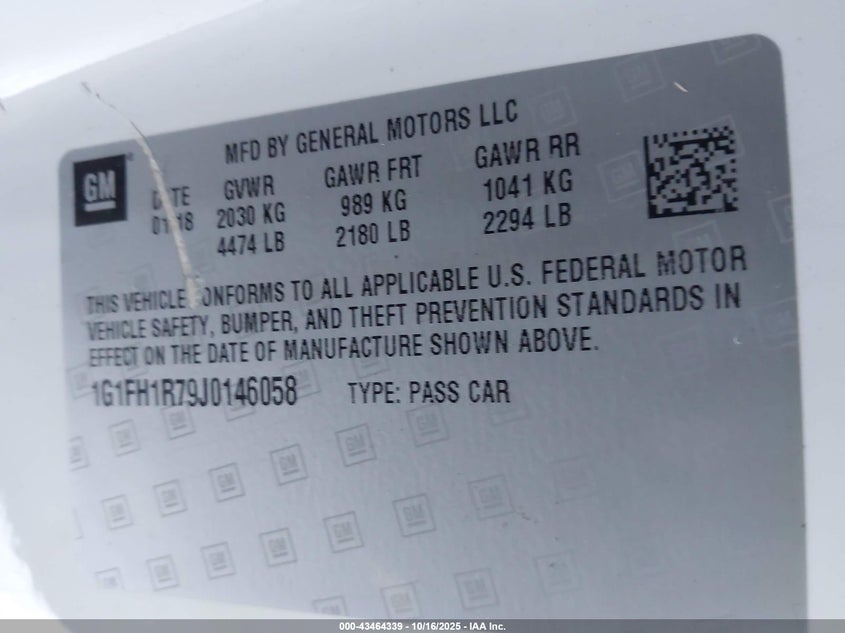 MFD BY GENERAL MOTORS LLC
GM
DATE GVWR GAWR FRT GAWR RR
01/18 2030 KG 989 KG 1041 KG
4474 LB 2180 LB 2294 LB
THIS VEHICLE CONFORMS TO ALL APPLICABLE U.S. FEDERAL MOTOR
VEHICLE SAFETY, BUMPER, AND THEFT PREVENTION STANDARDS IN
EFFECT ON THE DATE OF MANUFACTURE SHOWN ABOVE.
1G1FH1R79J0146058 TYPE: PASS CAR
000-43464339 - 10/16/2025 - IAA Inc.